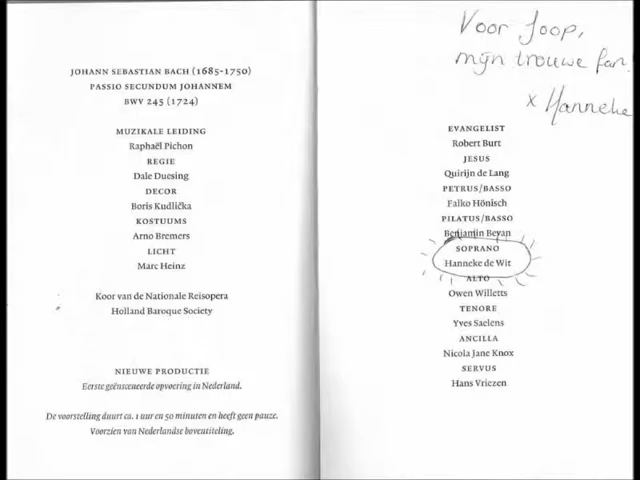 JOHANN SEBASTIAN BACH (1685-1750)
PASSIO SECUNDUM JOHANNEM
BWV 245 (1724)
MUZIKALE LEIDING
Raphaël Pichon
REGIE
Dale Duesing
DECOR
Boris Kudlička
KOSTUUMS
Arno Bremers
LICHT
Marc Heinz
Koor van de Nationale Reisopera
Holland Baroque Society
NIEUWE PRODUCTIE
Eerste geënsceneerde opvoering in Nederland.
De voorstelling duurt ca. 1 uur en 50 minuten en heeft geen pauze.
Voorzien van Nederlandse boventiteling.
Voor Joop,
mijn trouwe fan.
x Hanneke
EVANGELIST
Robert Burt
JESUS
Quirijn de Lang
PETRUS/BASSO
Falko Hönisch
PILATUS/BASSO
Benjamin Bevan
SOPRANO
Hanneke de Wit
ALTO
Owen Willetts
TENORE
Yves Saelens
ANCILLA
Nicola Jane Knox
SERVUS
Hans Vriezen